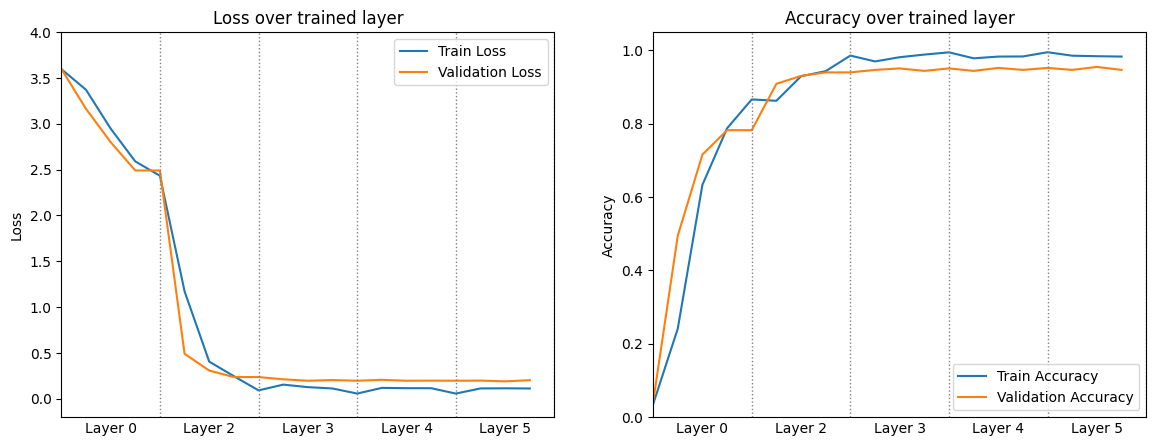 Loss over trained layer
4.0
3.5
3.0
2.5
2.0
1.5
1.0
0.5
0.0
Loss
Train Loss
Validation Loss
Layer 0 Layer 2 Layer 3 Layer 4 Layer 5
Accuracy over trained layer
1.0
0.8
0.6
0.4
0.2
0.0
Accuracy
Train Accuracy
Validation Accuracy
Layer 0 Layer 2 Layer 3 Layer 4 Layer 5